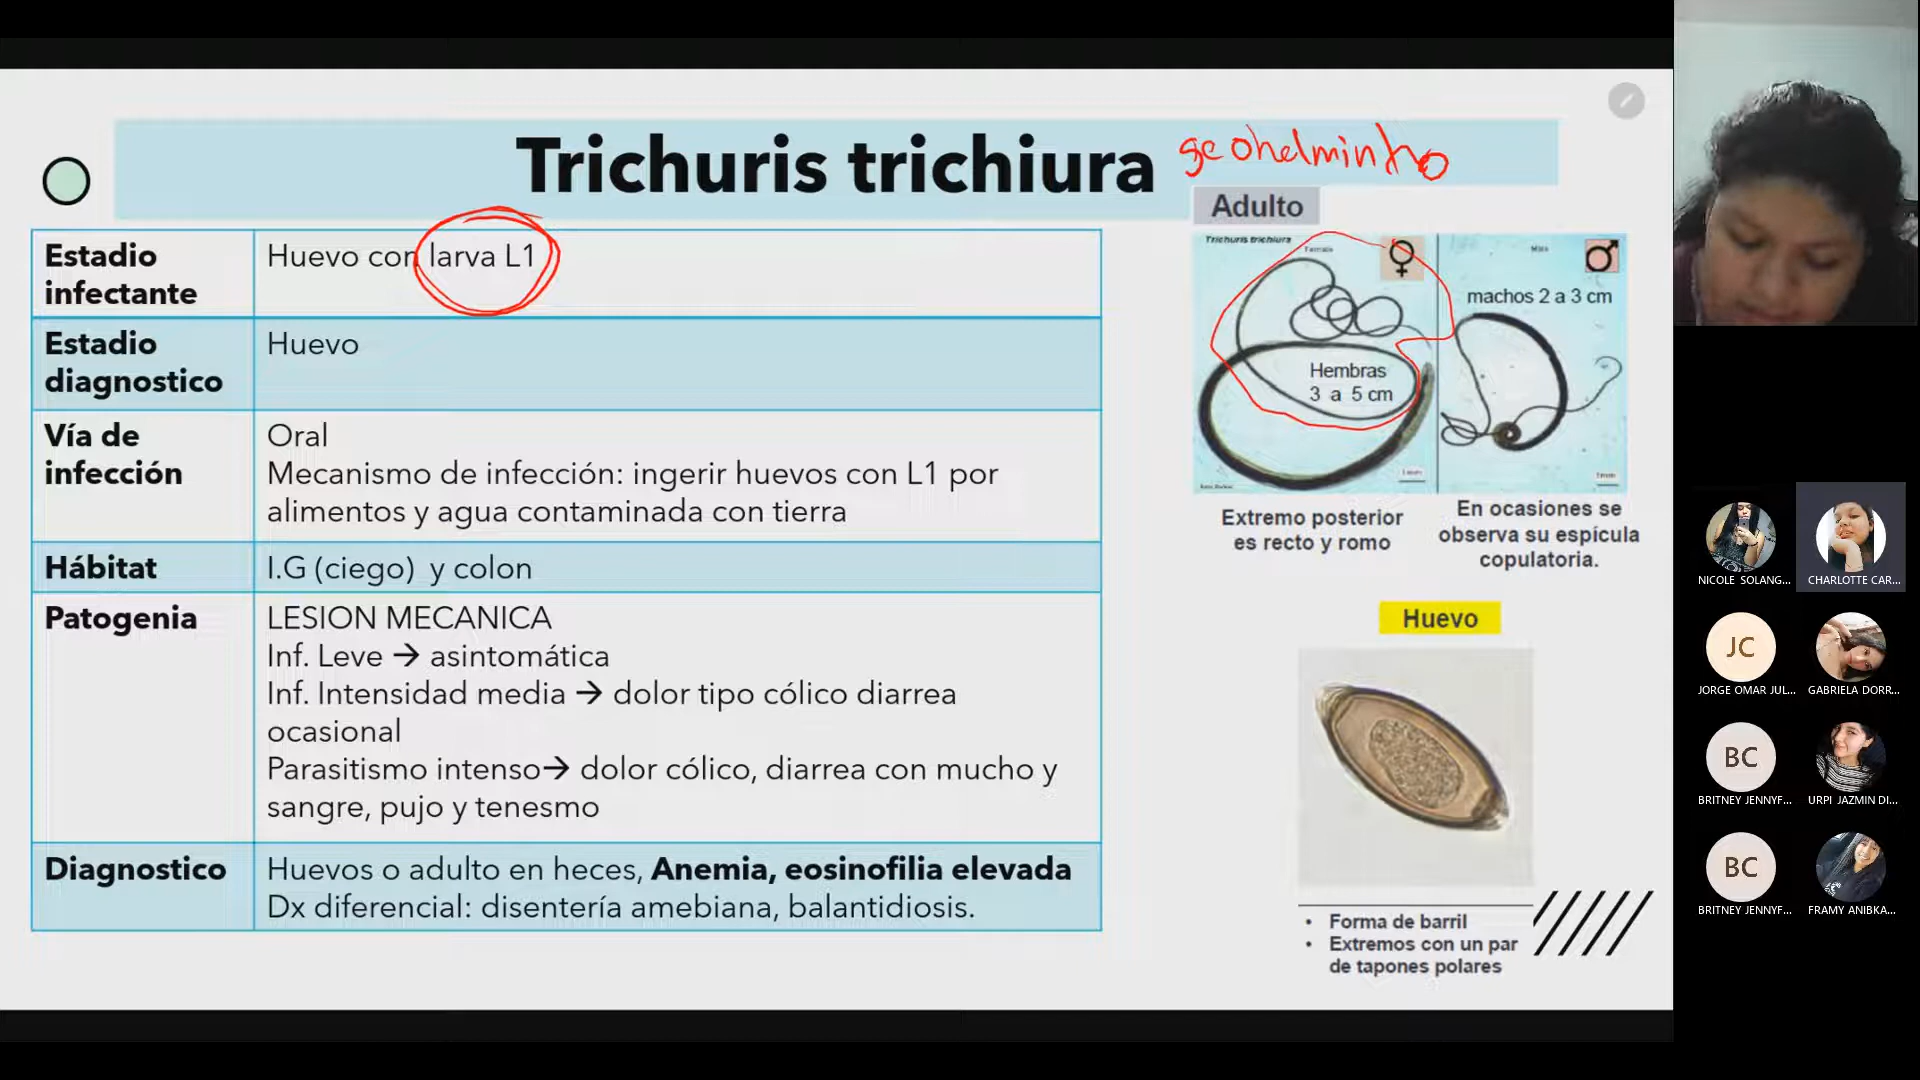 Trichuris trichiura
geohelminto
Estadio
infectante
Huevo con larva L1
Estadio
diagnostico
Huevo
Vía de
infección
Oral
Mecanismo de infección: ingerir huevos con L1 por
alimentos y agua contaminada con tierra
Hábitat
I.G (ciego)  y colon
Patogenia
LESION MECANICA
Inf. Leve → asintomática
Inf. Intensidad media → dolor tipo cólico diarrea
ocasional
Parasitismo intenso→ dolor cólico, diarrea con mucho y
sangre, pujo y tenesmo
Diagnostico
Huevos o adulto en heces, Anemia, eosinofilia elevada
Dx diferencial: disentería amebiana, balantidiosis.
Adulto
Trichuris trichiura
Female
♀
Hembras
3 a 5 cm
Male
♂
machos 2 a 3 cm
Extremo posterior
es recto y romo
En ocasiones se
observa su espícula
copulatoria.
Huevo
• Forma de barril
• Extremos con un par
de tapones polares
NICOLE SOLANG...
CHARLOTTE CAR...
JC
JORGE OMAR JUL...
GABRIELA DORR...
BC
BRITNEY JENNYF...
URPI JAZMIN DI...
BC
BRITNEY JENNYF...
FRAMY ANIBKA...